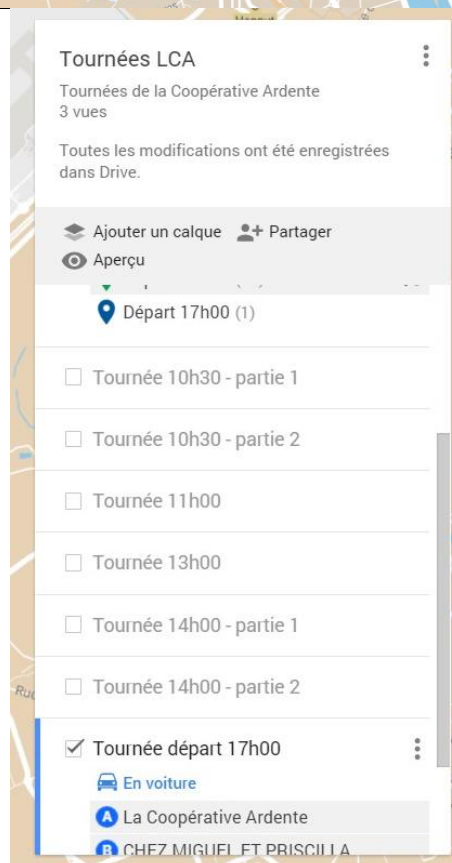 Tournées LCA
Tournées de la Coopérative Ardente
3 vues
Toutes les modifications ont été enregistrées
dans Drive.
Ajouter un calque Partager
Aperçu
Départ 17h00 (1)
Tournée 10h30 - partie 1
Tournée 10h30 - partie 2
Tournée 11h00
Tournée 13h00
Tournée 14h00 - partie 1
Tournée 14h00 - partie 2
Tournée départ 17h00
En voiture
A La Coopérative Ardente
B CHEZ MIGUEL ET PRISCILLA